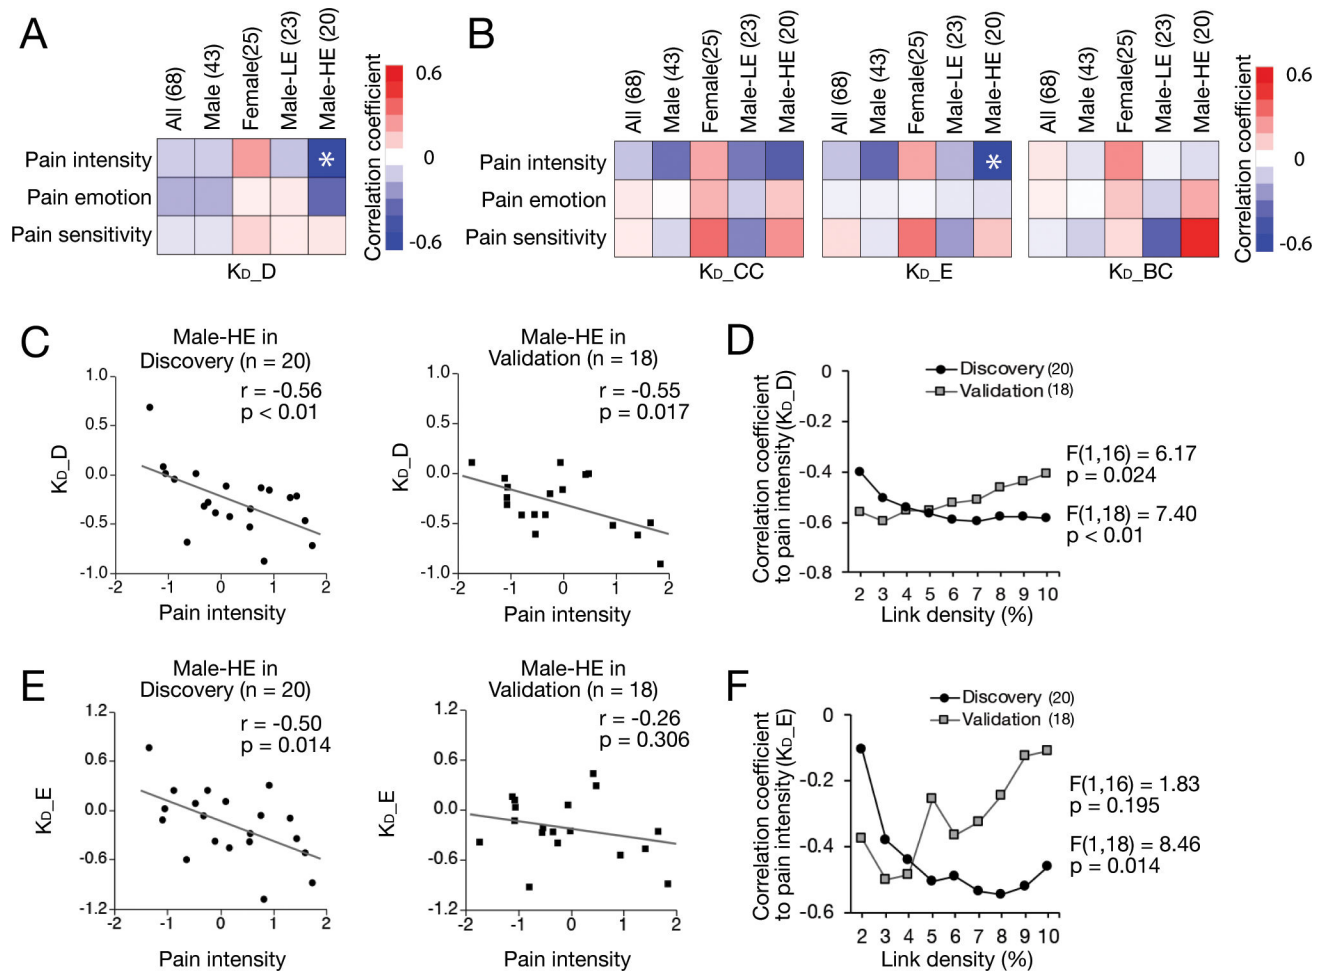 A
All (68)
Male (43)
Female(25)
Male-LE (23)
Male-HE (20)
Pain intensity
Pain emotion
Pain sensitivity
*
KD_D
Correlation coefficient
0.6
0
-0.6
B
All (68)
Male (43)
Female(25)
Male-LE (23)
Male-HE (20)
All (68)
Male (43)
Female(25)
Male-LE (23)
Male-HE (20)
All (68)
Male (43)
Female(25)
Male-LE (23)
Male-HE (20)
Pain intensity
Pain emotion
Pain sensitivity
*
KD_CC
KD_E
KD_BC
Correlation coefficient
0.6
0
-0.6
C
Male-HE in
Discovery (n = 20)
r = -0.56
p < 0.01
KD_D
1.0
0.5
0.0
-0.5
-1.0
-2
-1
0
1
2
Pain intensity
Male-HE in
Validation (n = 18)
r = -0.55
p = 0.017
KD_D
1.0
0.5
0.0
-0.5
-1.0
-2
-1
0
1
2
Pain intensity
D
Discovery (20)
Validation (18)
Correlation coefficient
to pain intensity (KD_D)
0
-0.2
-0.4
-0.6
-0.8
2 3 4 5 6 7 8 9 10
Link density (%)
F(1,16) = 6.17
p = 0.024
F(1,18) = 7.40
p < 0.01
E
Male-HE in
Discovery (n = 20)
r = -0.50
p = 0.014
KD_E
1.2
0.6
0.0
-0.6
-1.2
-2
-1
0
1
2
Pain intensity
Male-HE in
Validation (n = 18)
r = -0.26
p = 0.306
KD_E
1.2
0.6
0.0
-0.6
-1.2
-2
-1
0
1
2
Pain intensity
F
Discovery (20)
Validation (18)
Correlation coefficient
to pain intensity (KD_E)
0
-0.2
-0.4
-0.6
2 3 4 5 6 7 8 9 10
Link density (%)
F(1,16) = 1.83
p = 0.195
F(1,18) = 8.46
p = 0.014